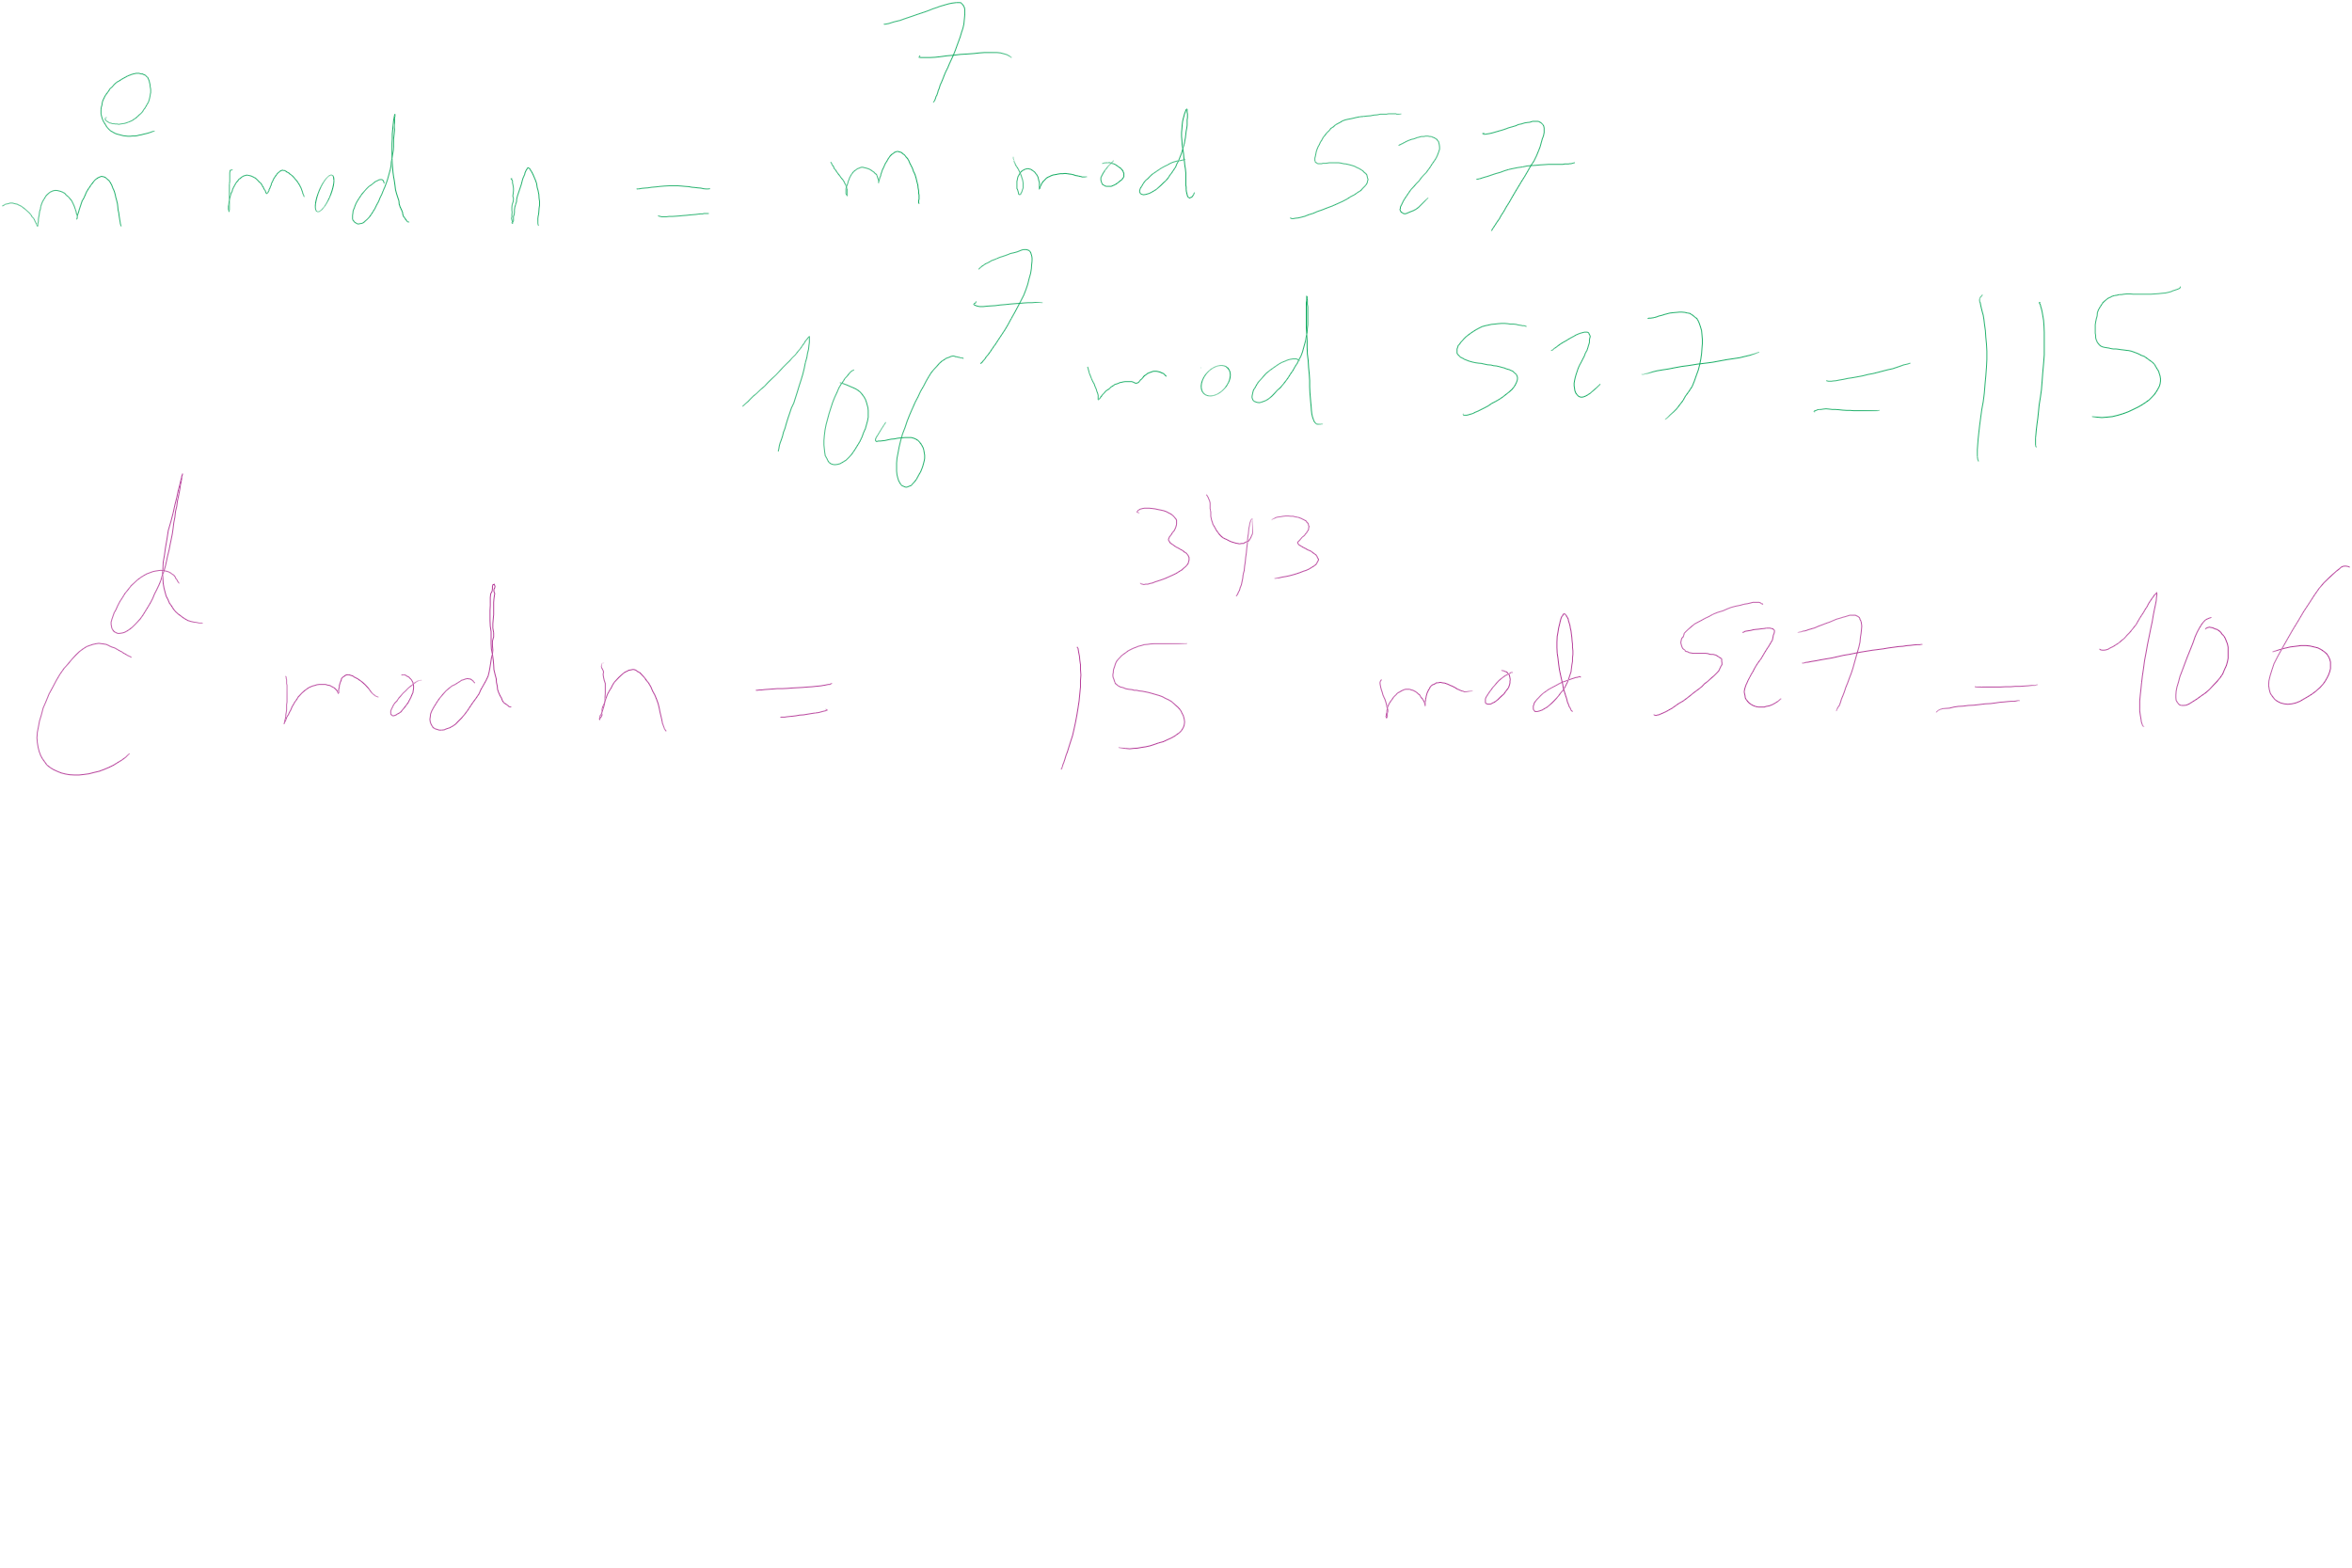 m^e mod n = m^7 mod 527
106^7 mod 527 = 115
c^d mod n = 15^343 mod 527 = 106